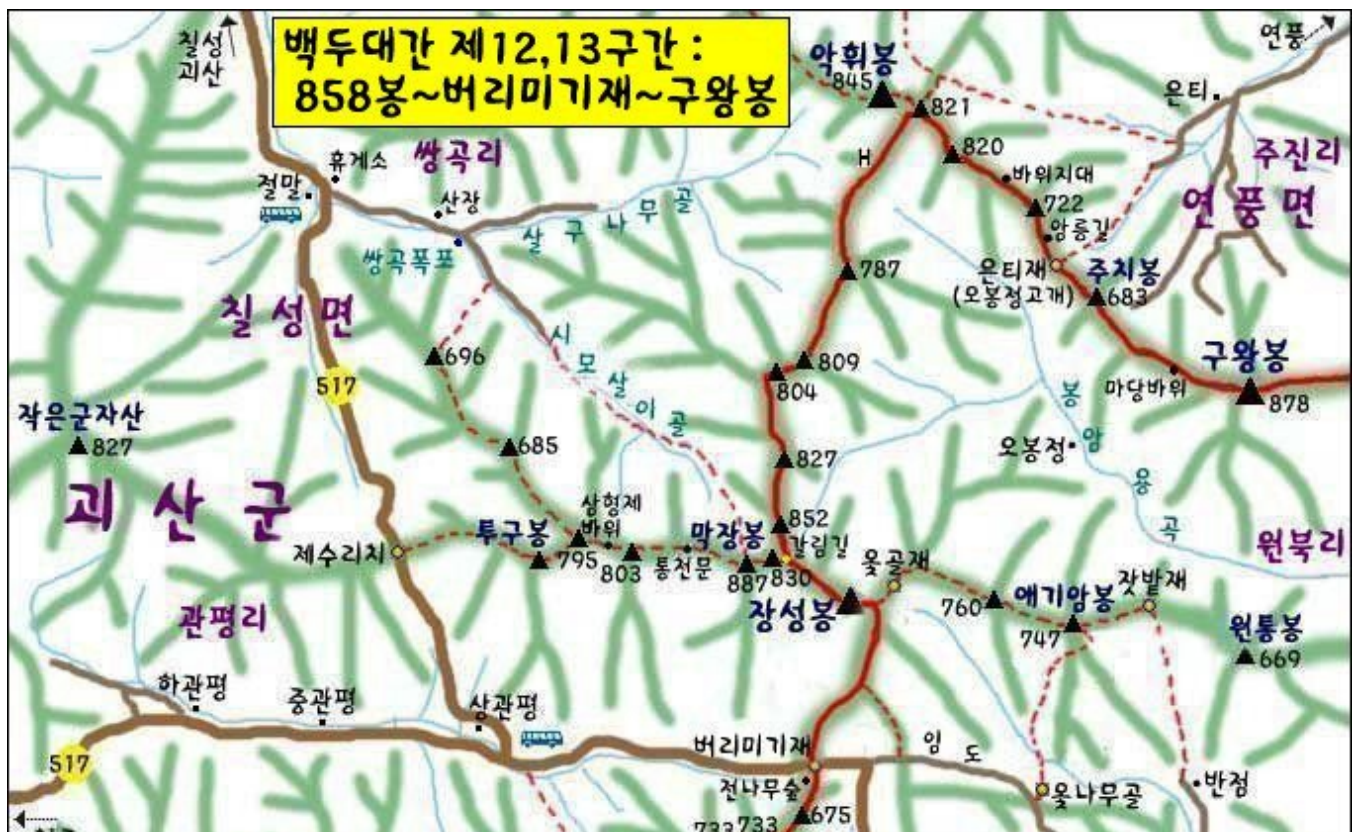 백두대간 제12,13구간 :
858봉~버리미기재~구왕봉
칠성
괴산
연풍
악휘봉
845
821
은티
820
쌍곡리
휴게소
H
바위지대
주진리
절말
산장
722
연풍면
살구나무골
암릉길
쌍곡폭포
은티재
(오봉정고개)
주치봉
683
787
칠성면
시모살이골
구왕봉
696
809
517
804
마당바위
878
작은군자산
827
봉암용곡
오봉정
685
827
괴산군
삼형제
바위
852
투구봉
막장봉
갈림길
제수리치
795
803
통천문
887
830
옻골재
원북리
장성봉
760
애기암봉
잣밭재
747
관평리
원통봉
669
하관평
중관평
상관평
버리미기재
임도
517
전나무숲
옻나무골
반점
733
733
675